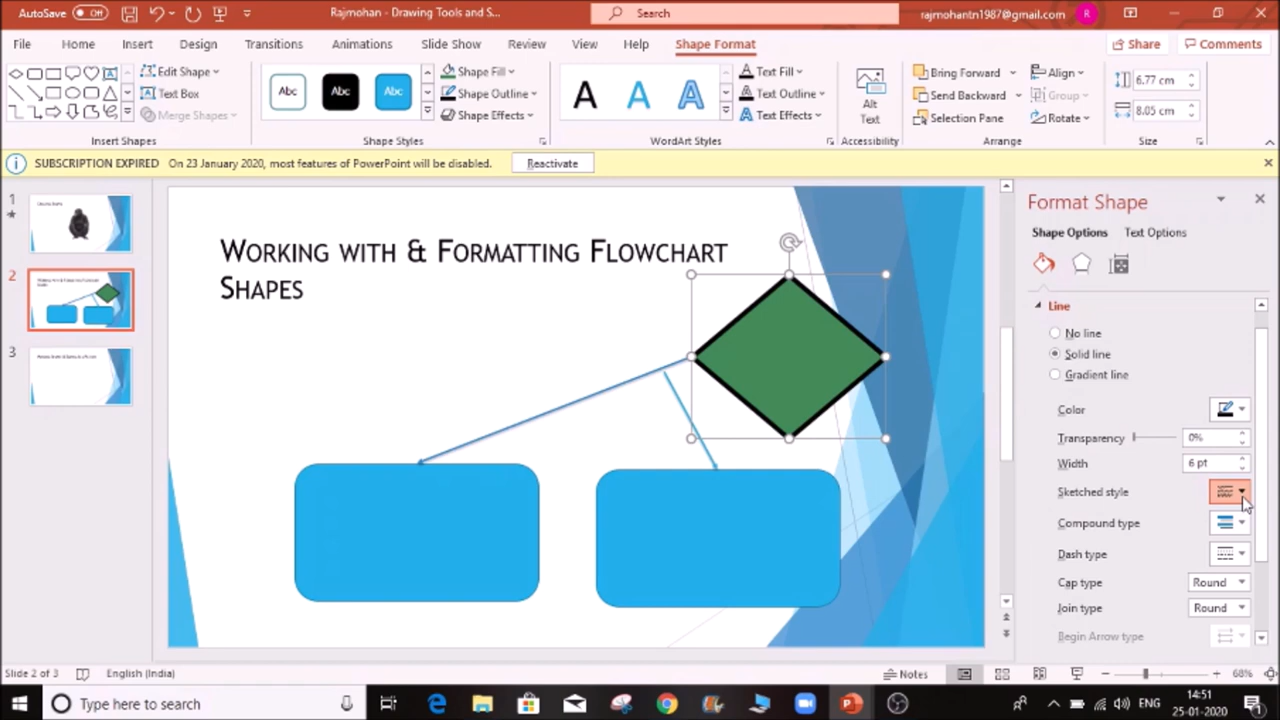 AutoSave Off Rajmohan - Drawing Tools and S... Search rajmohantn1987@gmail.com R
File Home Insert Design Transitions Animations Slide Show Review View Help Shape Format Share Comments
Edit Shape
Text Box
Merge Shapes
Insert Shapes
Abc Abc Abc
Shape Fill
Shape Outline
Shape Effects
Shape Styles
A A A
Text Fill
Text Outline
Text Effects
WordArt Styles
Alt
Text
Accessibility
Bring Forward
Send Backward
Selection Pane
Align
Group
Rotate
Arrange
6.77 cm
8.05 cm
Size
SUBSCRIPTION EXPIRED On 23 January 2020, most features of PowerPoint will be disabled. Reactivate
1
2
3
Working with & Formatting Flowchart
Shapes
Format Shape
Shape Options Text Options
Line
No line
Solid line
Gradient line
Color
Transparency 0%
Width 6 pt
Sketched style
Compound type
Dash type
Cap type Round
Join type Round
Begin Arrow type
Slide 2 of 3 English (India) Notes 68%
Type here to search
ENG
14:51
25-01-2020
1